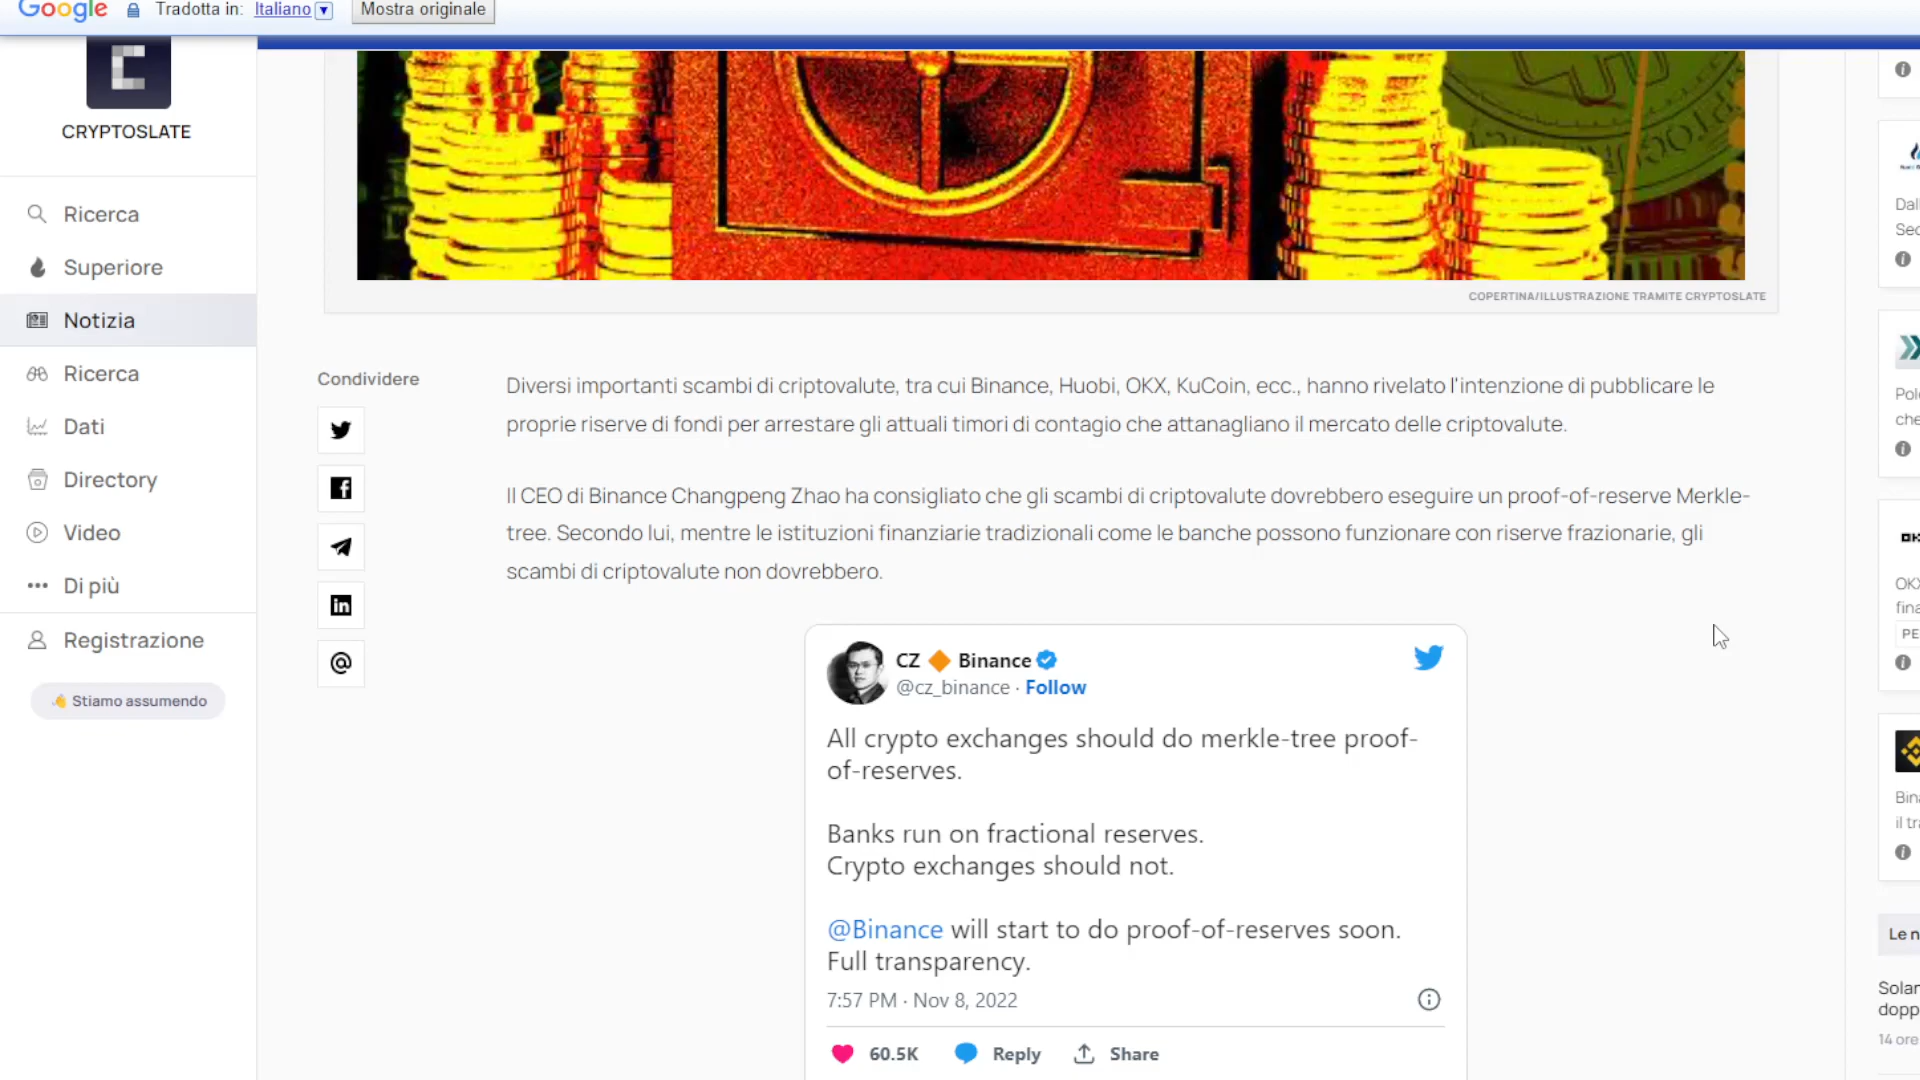 Google Tradotta in: Italiano Mostra originale
CRYPTOSLATE
Ricerca
Superiore
Notizia
Ricerca
Dati
Directory
Video
Di più
Registrazione
Stiamo assumendo
COPERTINA/ILLUSTRAZIONE TRAMITE CRYPTOSLATE
Condividere
Diversi importanti scambi di criptovalute, tra cui Binance, Huobi, OKX, KuCoin, ecc., hanno rivelato l'intenzione di pubblicare le
proprie riserve di fondi per arrestare gli attuali timori di contagio che attanagliano il mercato delle criptovalute.
Il CEO di Binance Changpeng Zhao ha consigliato che gli scambi di criptovalute dovrebbero eseguire un proof-of-reserve Merkle-
tree. Secondo lui, mentre le istituzioni finanziarie tradizionali come le banche possono funzionare con riserve frazionarie, gli
scambi di criptovalute non dovrebbero.
CZ Binance
@cz_binance · Follow
All crypto exchanges should do merkle-tree proof-
of-reserves.
Banks run on fractional reserves.
Crypto exchanges should not.
@Binance will start to do proof-of-reserves soon.
Full transparency.
7:57 PM · Nov 8, 2022
60.5K Reply Share
14 ore